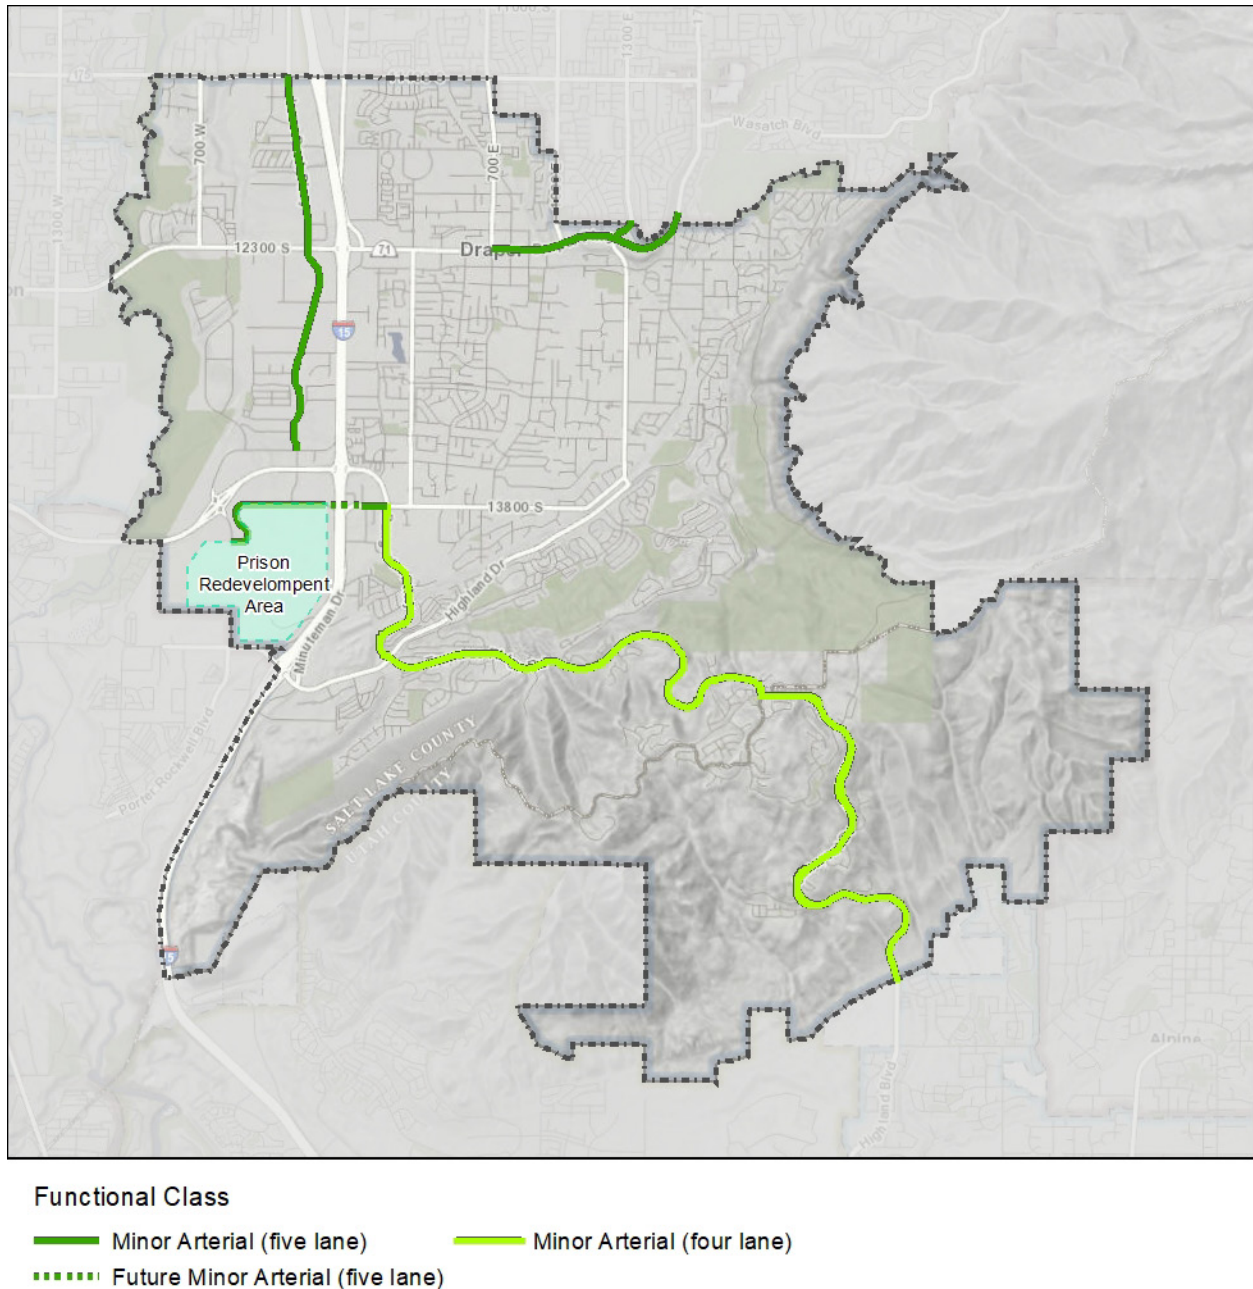 11000 S
1300 E
Wasatch Blvd
700 W
700 E
1300 W
12300 S
71
Draper
15
13800 S
Prison
Redevelompent
Area
Highland Dr
Minuteman Dr
Porter Rockwell Blvd
SALT LAKE COUNTY
UTAH COUNTY
Alpine
Highland Blvd
Functional Class
Minor Arterial (five lane)
Minor Arterial (four lane)
Future Minor Arterial (five lane)